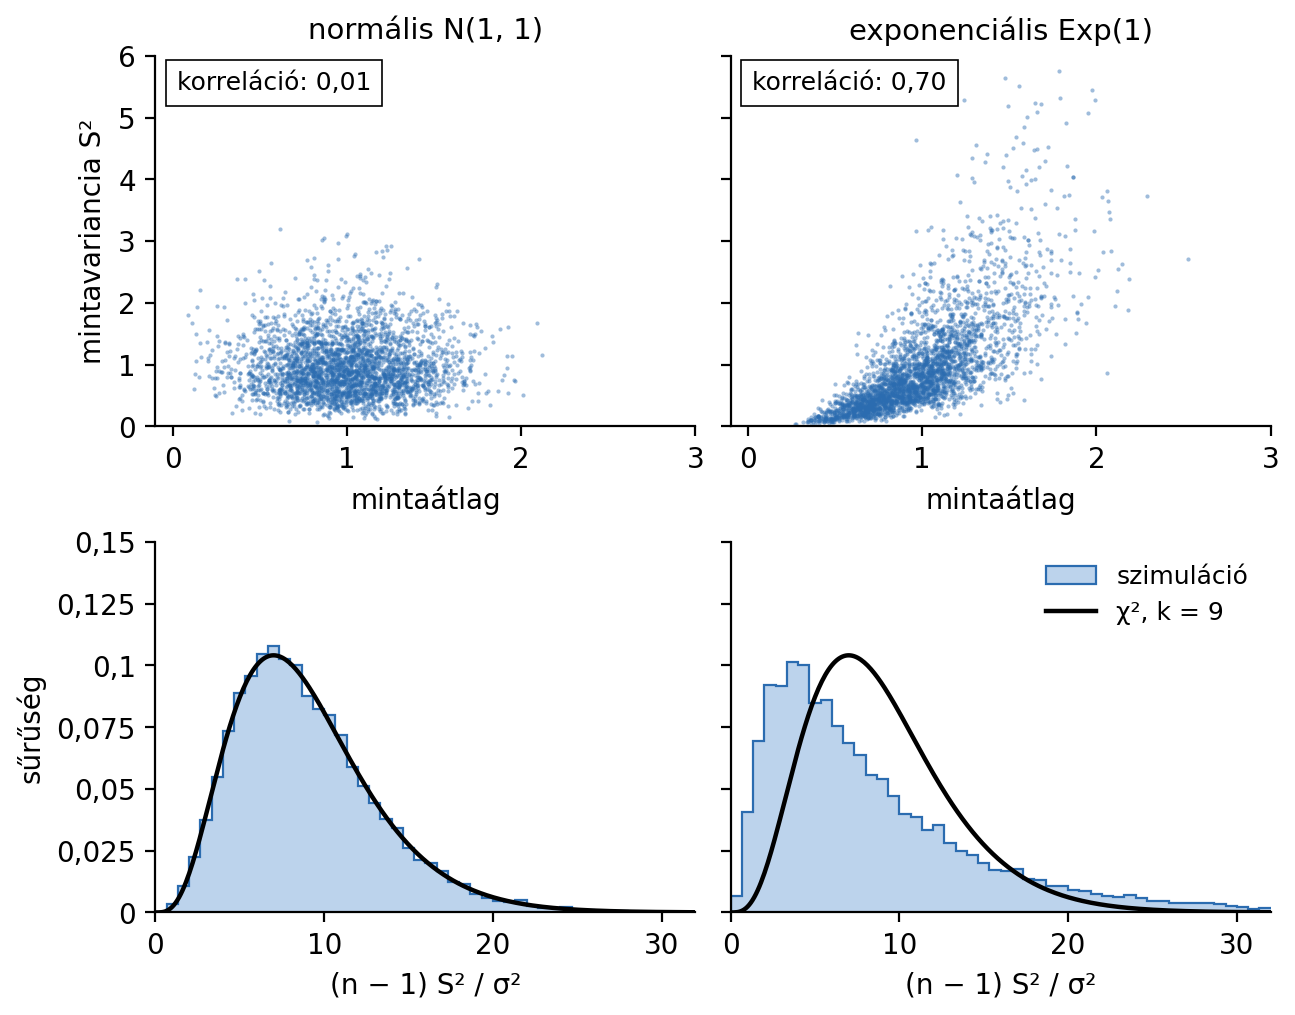 normális N(1, 1)
exponenciális Exp(1)
korreláció: 0,01
korreláció: 0,70
mintavariancia S²
6
5
4
3
2
1
0
0 1 2 3
0 1 2 3
mintaátlag
mintaátlag
sűrűség
0,15
0,125
0,1
0,075
0,05
0,025
0
szimuláció
χ², k = 9
0 10 20 30
0 10 20 30
(n − 1) S² / σ²
(n − 1) S² / σ²